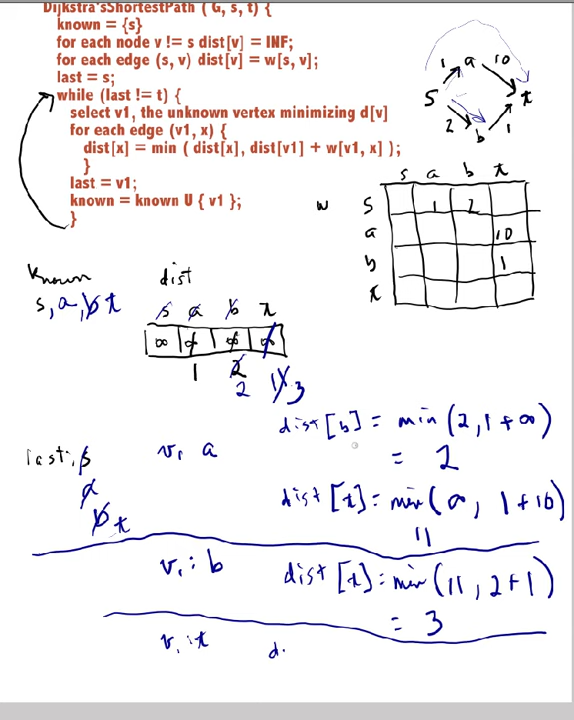 Dijkstra'sShortestPath ( G, s, t) {
known = {s}
for each node v != s dist[v] = INF;
for each edge (s, v) dist[v] = w[s, v];
last = s;
while (last != t) {
select v1, the unknown vertex minimizing d[v]
for each edge (v1, x) {
dist[x] = min ( dist[x], dist[v1] + w[v1, x] );
}
last = v1;
known = known U { v1 };
}
1 a 10
s t
2 b 1
s a b t
w s 1 2
a 10
b 1
t
known dist
s, a, b t
s a b t
∞ ∞ ∞ ∞
1 2 11 3
2
dist[b] = min(2, 1 + ∞)
= 2
last: s v1 a
a
b t
dist[t] = min(∞, 1+10)
11
v1: b dist[t] = min(11, 2+1)
= 3
v1: t d.